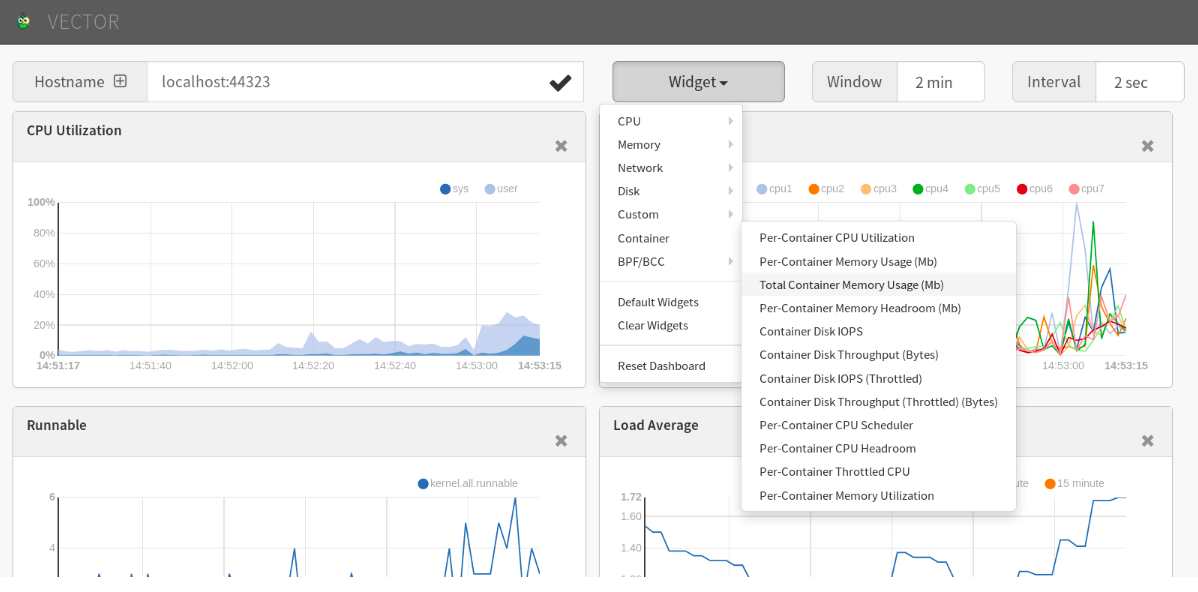 VECTOR
Hostname localhost:44323 Widget Window 2 min Interval 2 sec
CPU Utilization
sys user
100%
80%
60%
40%
20%
0%
14:51:17 14:51:40 14:52:00 14:52:20 14:52:40 14:53:00 14:53:15
CPU
Memory
Network
Disk
Custom
Container
BPF/BCC
Default Widgets
Clear Widgets
Reset Dashboard
Per-Container CPU Utilization
Per-Container Memory Usage (Mb)
Total Container Memory Usage (Mb)
Per-Container Memory Headroom (Mb)
Container Disk IOPS
Container Disk Throughput (Bytes)
Container Disk IOPS (Throttled)
Container Disk Throughput (Throttled) (Bytes)
Per-Container CPU Scheduler
Per-Container CPU Headroom
Per-Container Throttled CPU
Per-Container Memory Utilization
cpu1 cpu2 cpu3 cpu4 cpu5 cpu6 cpu7
14:53:00 14:53:15
Runnable
kernel.all.runnable
6
4
Load Average
15 minute
1.72
1.60
1.40